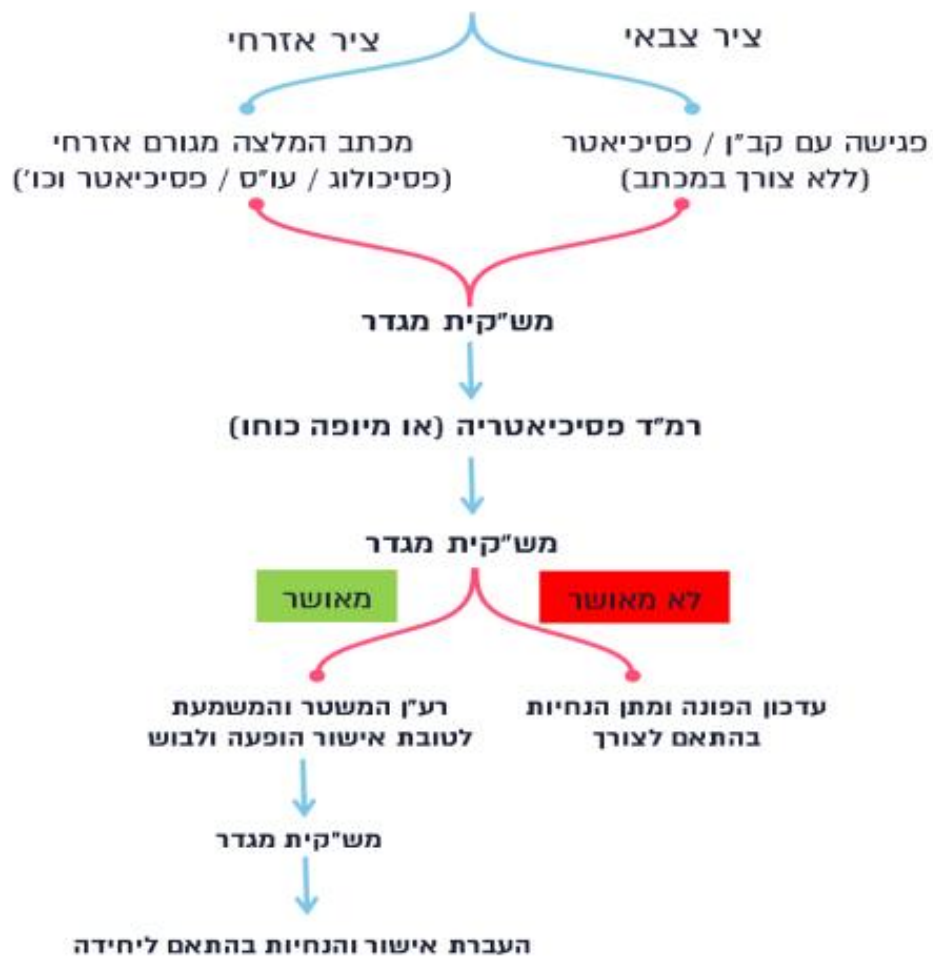 ציר צבאי
ציר אזרחי
פגישה עם קב"ן / פסיכיאטר
(ללא צורך במכתב)
מכתב המלצה מגורם אזרחי
(פסיכולוג / עו"ס / פסיכיאטר וכו')
מש"קית מגדר
רמ"ד פסיכיאטריה (או מיופה כוחו)
מש"קית מגדר
לא מאושר
מאושר
עדכון הפונה ומתן הנחיות
בהתאם לצורך
רע"ן המשטר והמשמעת
לטובת אישור הופעה ולבוש
מש"קית מגדר
העברת אישור והנחיות בהתאם ליחידה